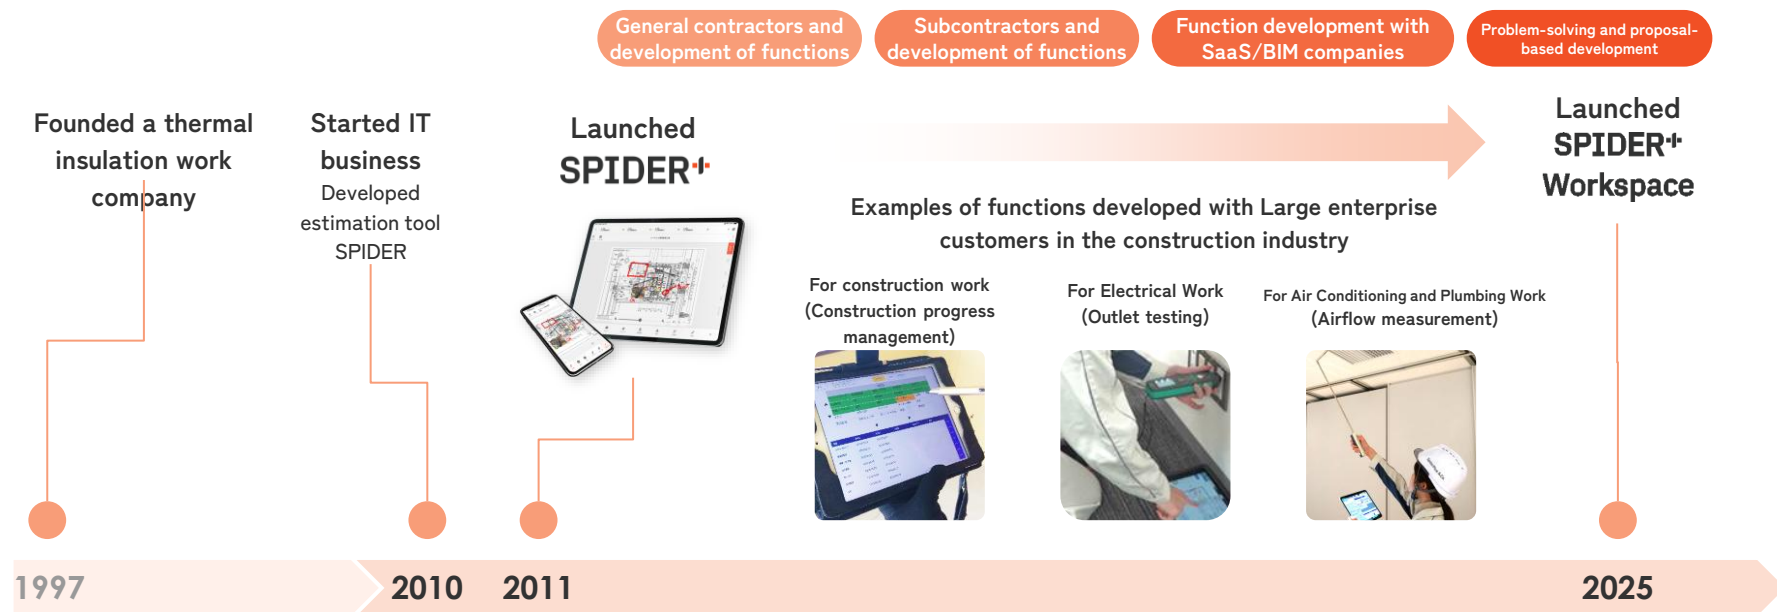 General contractors and
development of functions
Subcontractors and
development of functions
Function development with
SaaS/BIM companies
Problem-solving and proposal-
based development
Founded a thermal
insulation work
company
Started IT
business
Developed
estimation tool
SPIDER
Launched
SPIDER+
Launched
SPIDER+
Workspace
Examples of functions developed with Large enterprise
customers in the construction industry
For construction work
(Construction progress
management)
For Electrical Work
(Outlet testing)
For Air Conditioning and Plumbing Work
(Airflow measurement)
1997
2010
2011
2025